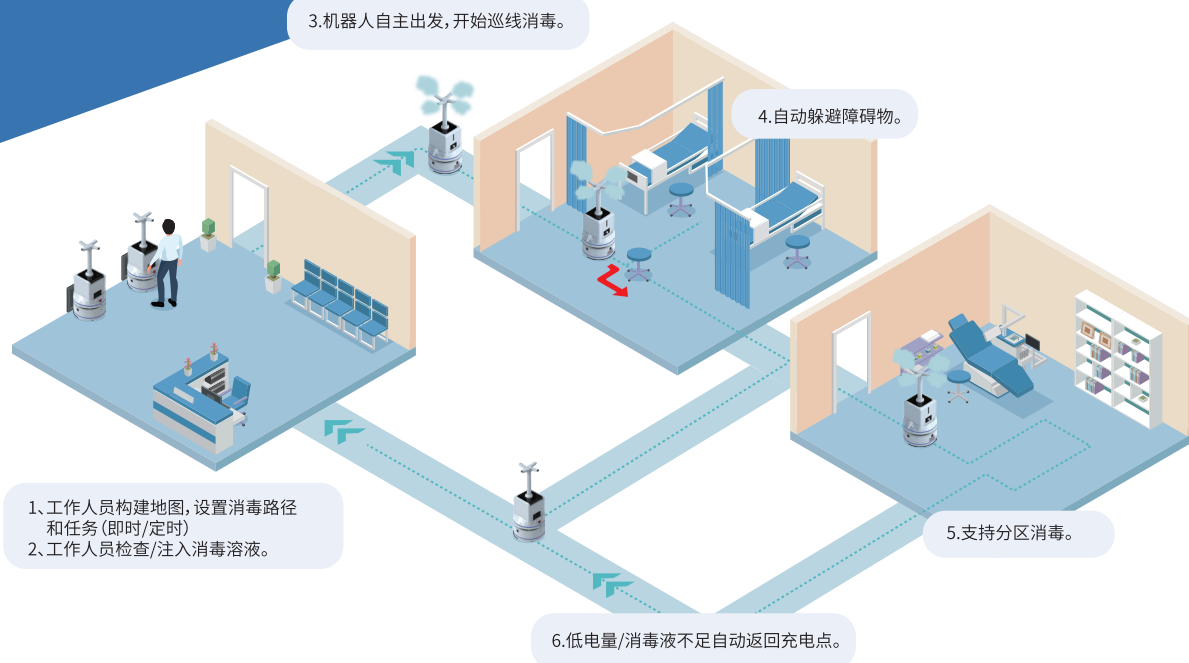 3.机器人自主出发，开始巡线消毒。
4.自动躲避障碍物。
1、工作人员构建地图，设置消毒路径
和任务（即时/定时）
2、工作人员检查/注入消毒溶液。
5.支持分区消毒。
6.低电量/消毒液不足自动返回充电点。